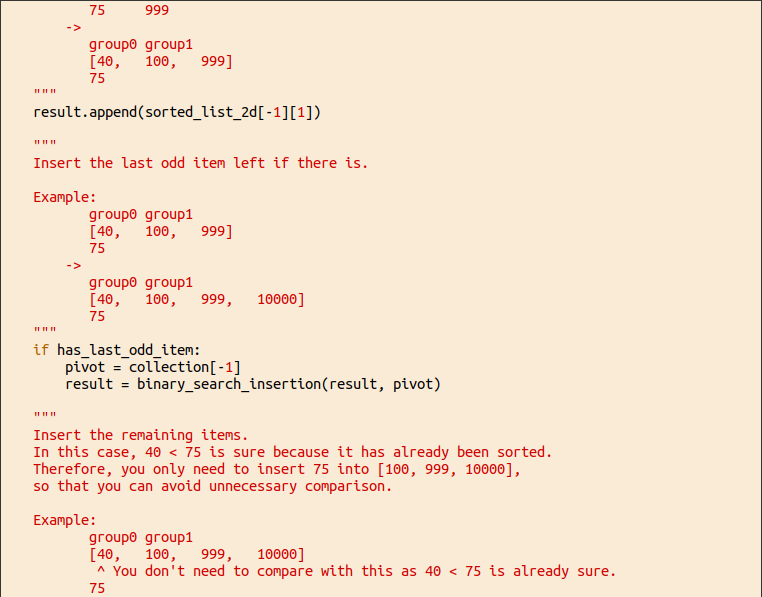 75     999
->
group0 group1
[40,   100,   999]
75
"""
result.append(sorted_list_2d[-1][1])
"""
Insert the last odd item left if there is.
Example:
group0 group1
[40,   100,   999]
75
->
group0 group1
[40,   100,   999,   10000]
75
"""
if has_last_odd_item:
pivot = collection[-1]
result = binary_search_insertion(result, pivot)
"""
Insert the remaining items.
In this case, 40 < 75 is sure because it has already been sorted.
Therefore, you only need to insert 75 into [100, 999, 10000],
so that you can avoid unnecessary comparison.
Example:
group0 group1
[40,   100,   999,   10000]
^ You don't need to compare with this as 40 < 75 is already sure.
75